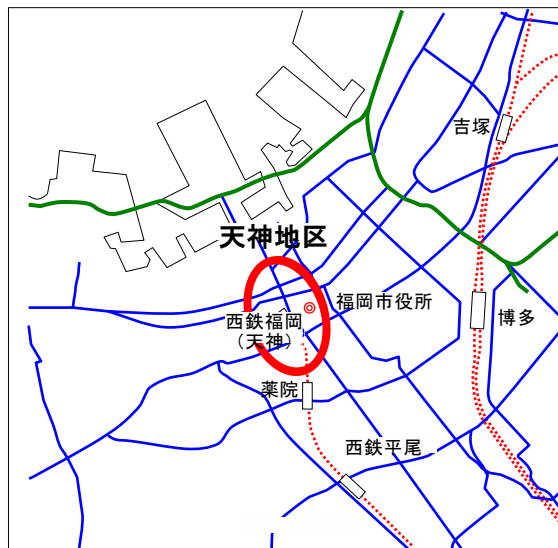 吉塚
天神地区
福岡市役所
西鉄福岡
（天神）
博多
薬院
西鉄平尾